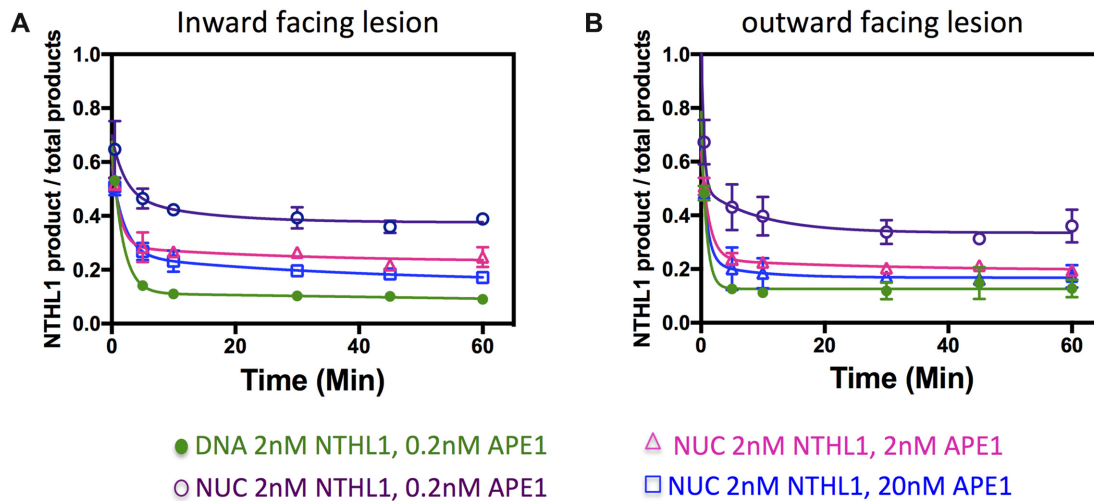 A Inward facing lesion
NTHL1 product / total products
1.0
0.8
0.6
0.4
0.2
0.0
0 20 40 60
Time (Min)
B outward facing lesion
NTHL1 product / total products
1.0
0.8
0.6
0.4
0.2
0.0
0 20 40 60
Time (Min)
DNA 2nM NTHL1, 0.2nM APE1
NUC 2nM NTHL1, 0.2nM APE1
NUC 2nM NTHL1, 2nM APE1
NUC 2nM NTHL1, 20nM APE1